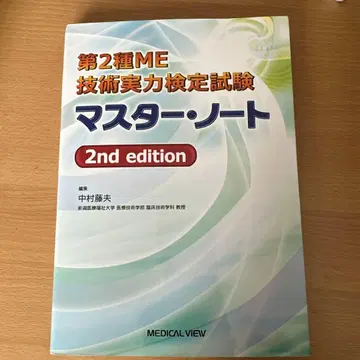 第2種ME
技術実力検定試験
マスター・ノート
2nd edition
編集
中村藤夫
新潟医療福祉大学 医療技術学部 臨床技術学科 教授
MEDICAL VIEW